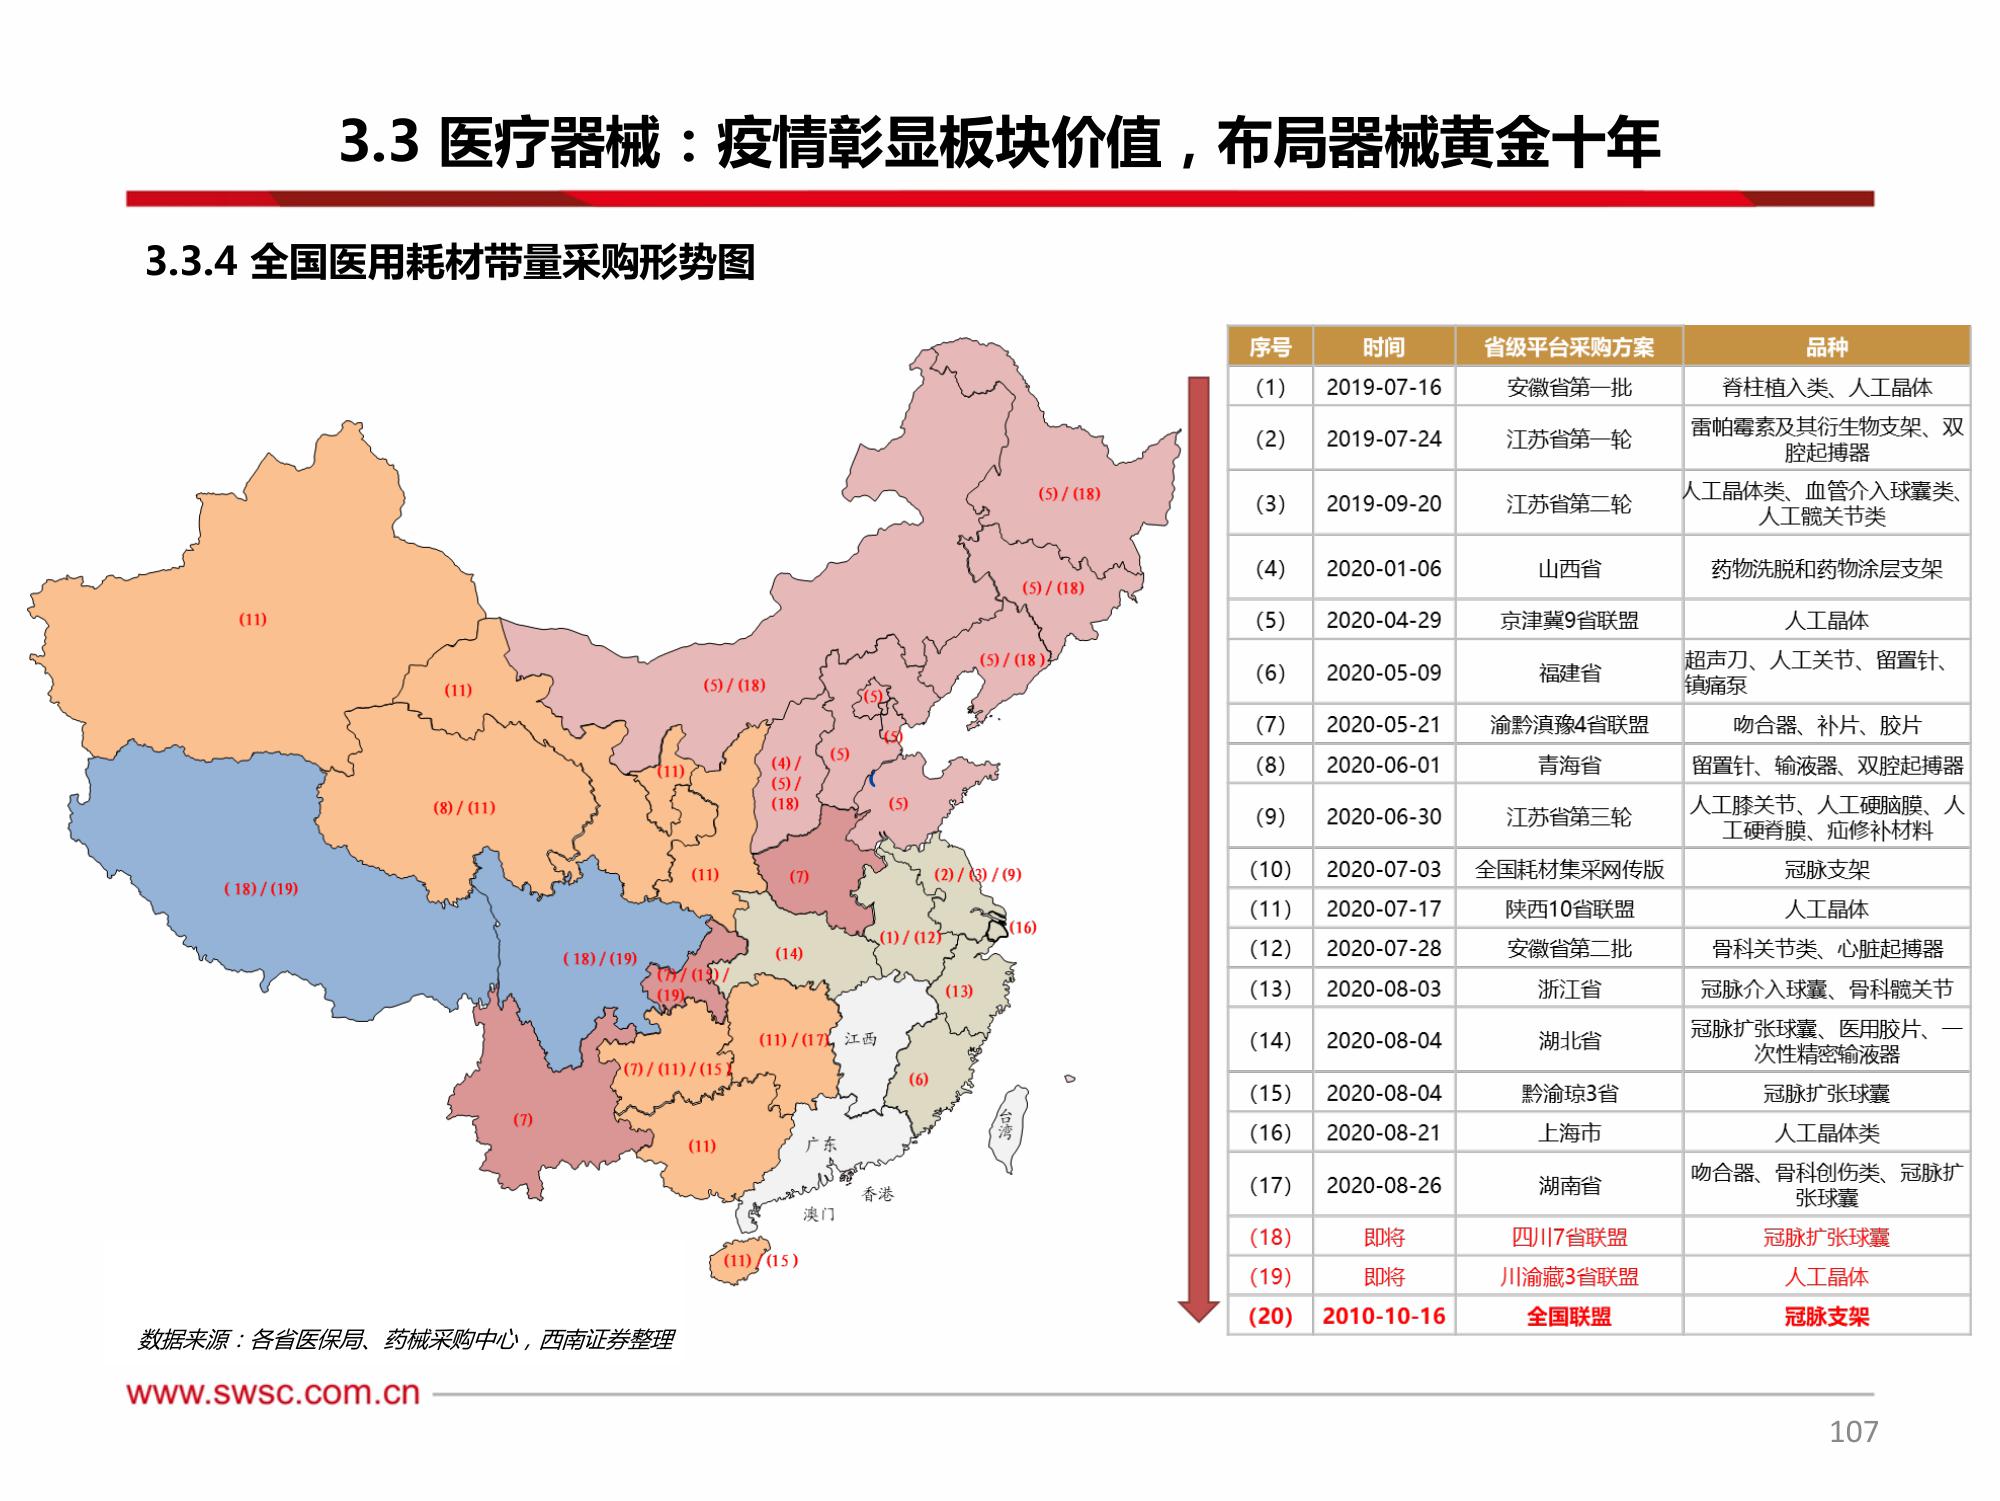 3.3 医疗器械：疫情彰显板块价值，布局器械黄金十年
3.3.4 全国医用耗材带量采购形势图
(5) / (18)
(5) / (18)
(11)
(5) / (18 )
(5) / (18)
(11)
(5)
(5)
(5)
(4) /
(5) /
(18)
(11)
(5)
(8) / (11)
(11)
(7)
(2) / (3) / (9)
( 18) / (19)
(16)
(1) / (12)
(14)
( 18) / (19)
(7) / (15) /
(19)
(13)
(11) / (17)
江西
(7) / (11) / (15 )
(6)
(7)
台
湾
广东
(11)
香港
澳门
(11) / (15 )
序号 时间 省级平台采购方案 品种
（1） 2019-07-16 安徽省第一批 脊柱植入类、人工晶体
（2） 2019-07-24 江苏省第一轮 雷帕霉素及其衍生物支架、双
腔起搏器
（3） 2019-09-20 江苏省第二轮 人工晶体类、血管介入球囊类、
人工髋关节类
（4） 2020-01-06 山西省 药物洗脱和药物涂层支架
（5） 2020-04-29 京津冀9省联盟 人工晶体
（6） 2020-05-09 福建省 超声刀、人工关节、留置针、
镇痛泵
（7） 2020-05-21 渝黔滇豫4省联盟 吻合器、补片、胶片
（8） 2020-06-01 青海省 留置针、输液器、双腔起搏器
（9） 2020-06-30 江苏省第三轮 人工膝关节、人工硬脑膜、人
工硬脊膜、疝修补材料
（10） 2020-07-03 全国耗材集采网传版 冠脉支架
（11） 2020-07-17 陕西10省联盟 人工晶体
（12） 2020-07-28 安徽省第二批 骨科关节类、心脏起搏器
（13） 2020-08-03 浙江省 冠脉介入球囊、骨科髋关节
（14） 2020-08-04 湖北省 冠脉扩张球囊、医用胶片、一
次性精密输液器
（15） 2020-08-04 黔渝琼3省 冠脉扩张球囊
（16） 2020-08-21 上海市 人工晶体类
（17） 2020-08-26 湖南省 吻合器、骨科创伤类、冠脉扩
张球囊
（18） 即将 四川7省联盟 冠脉扩张球囊
（19） 即将 川渝藏3省联盟 人工晶体
（20） 2010-10-16 全国联盟 冠脉支架
数据来源：各省医保局、药械采购中心，西南证券整理
www.swsc.com.cn
107